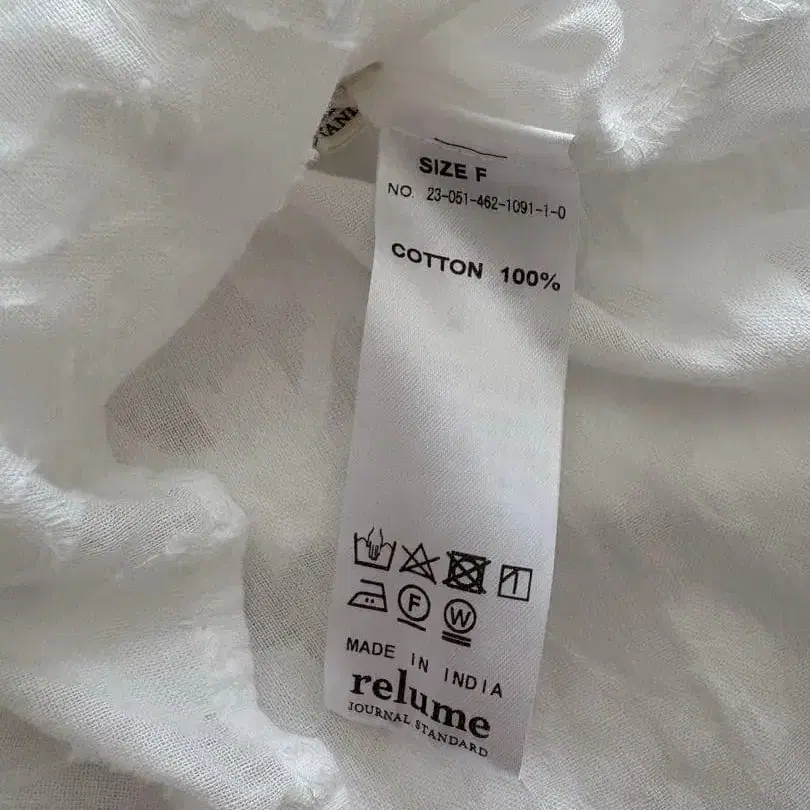 SIZE F
NO. 23-051-462-1091-1-0
COTTON 100%
F
W
MADE IN INDIA
relume
JOURNAL STANDARD